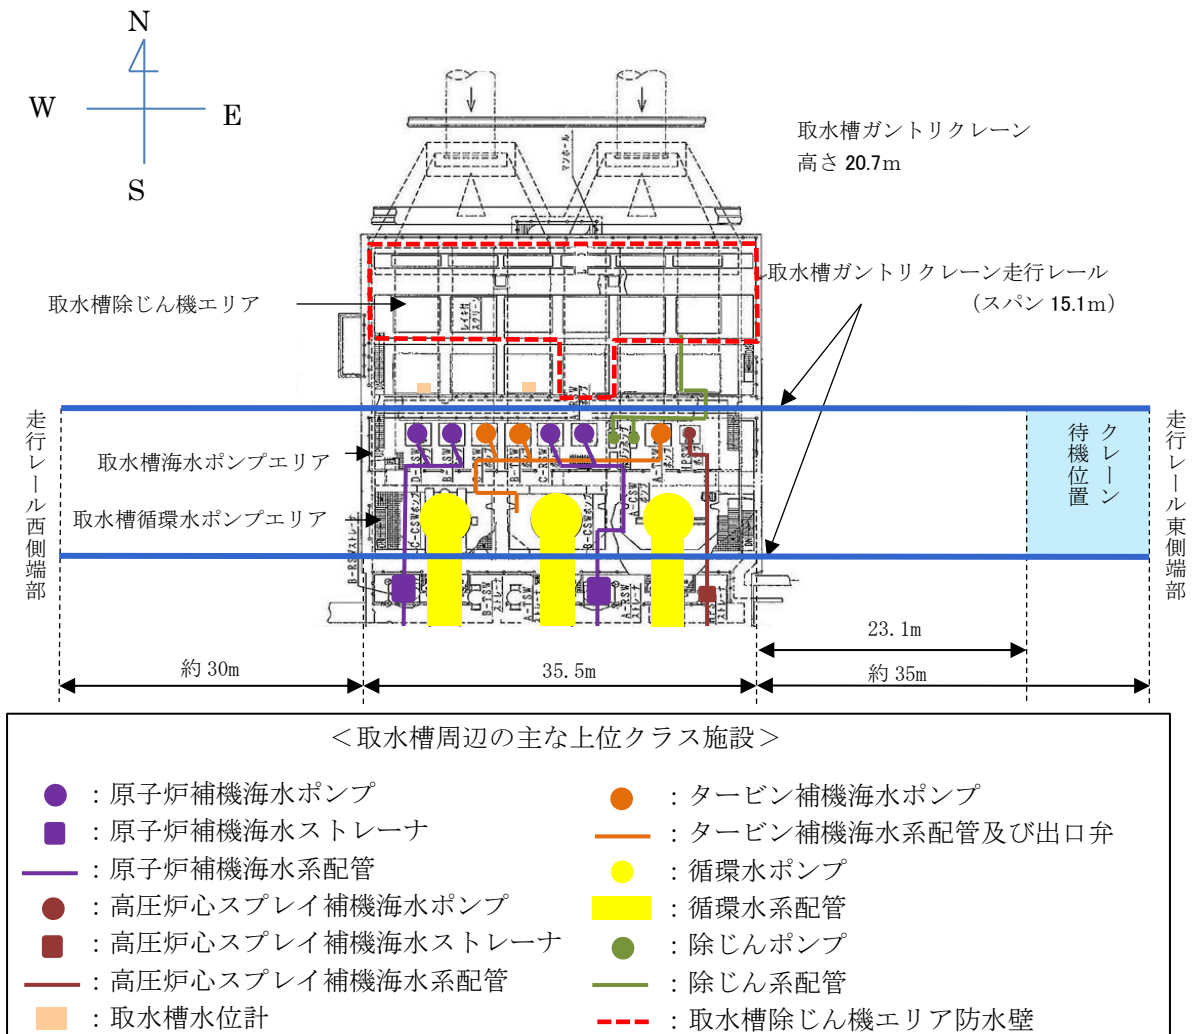 N
W
E
S
取水槽ガントリクレーン
高さ 20.7m
マンホール
取水槽ガントリクレーン走行レール
(スパン 15.1m)
取水槽除じん機エリア
取水槽海水ポンプエリア
取水槽循環水ポンプエリア
走行レール西側端部
クレーン
待機位置
走行レール東側端部
23.1m
約 30m
35.5m
約 35m
＜取水槽周辺の主な上位クラス施設＞
：原子炉補機海水ポンプ
：原子炉補機海水ストレーナ
：原子炉補機海水系配管
：高圧炉心スプレイ補機海水ポンプ
：高圧炉心スプレイ補機海水ストレーナ
：高圧炉心スプレイ補機海水系配管
：取水槽水位計
：タービン補機海水ポンプ
：タービン補機海水系配管及び出口弁
：循環水ポンプ
：循環水系配管
：除じんポンプ
：除じん系配管
：取水槽除じん機エリア防水壁